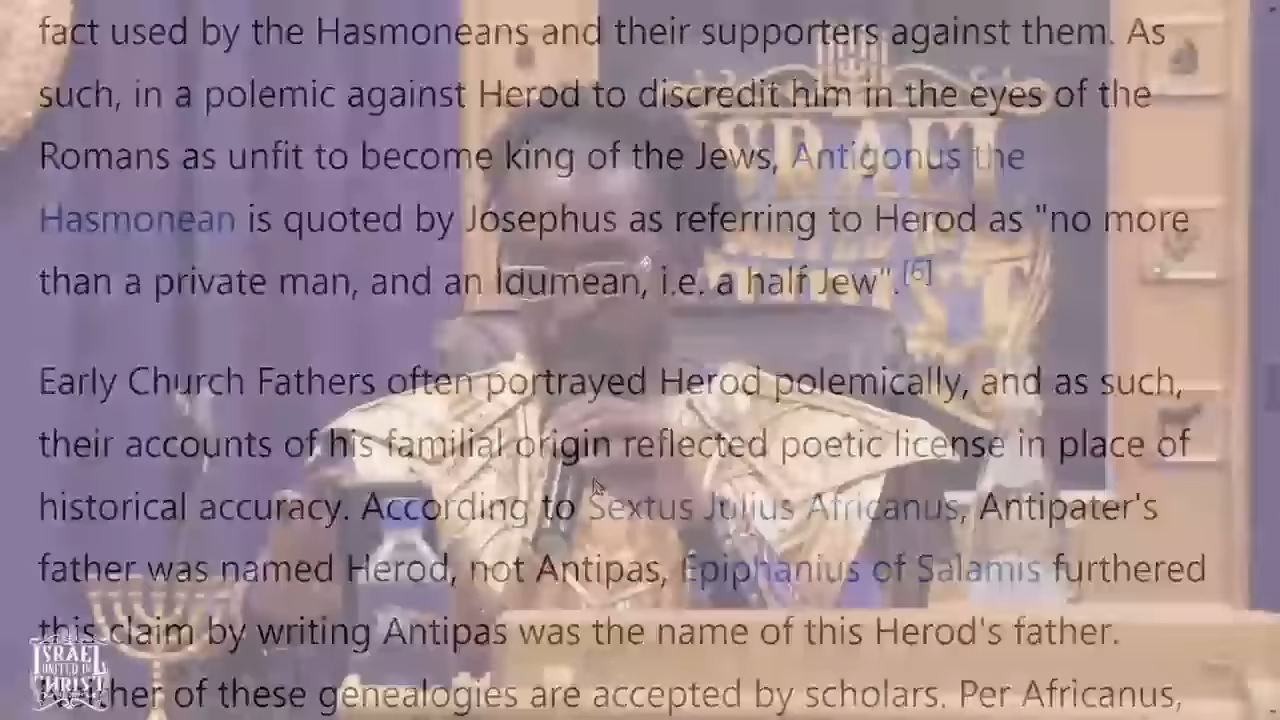 fact used by the Hasmoneans and their supporters against them. As
such, in a polemic against Herod to discredit him in the eyes of the
Romans as unfit to become king of the Jews, Antigonus the
Hasmonean is quoted by Josephus as referring to Herod as "no more
than a private man, and an Idumean, i.e. a half Jew".[6]
Early Church Fathers often portrayed Herod polemically, and as such,
their accounts of his familial origin reflected poetic license in place of
historical accuracy. According to Sextus Julius Africanus, Antipater's
father was named Herod, not Antipas, Epiphanius of Salamis furthered
this claim by writing Antipas was the name of this Herod's father.
of these genealogies are accepted by scholars. Per Africanus,
ISRAEL
ISRAEL
UNITED IN
CHRIST